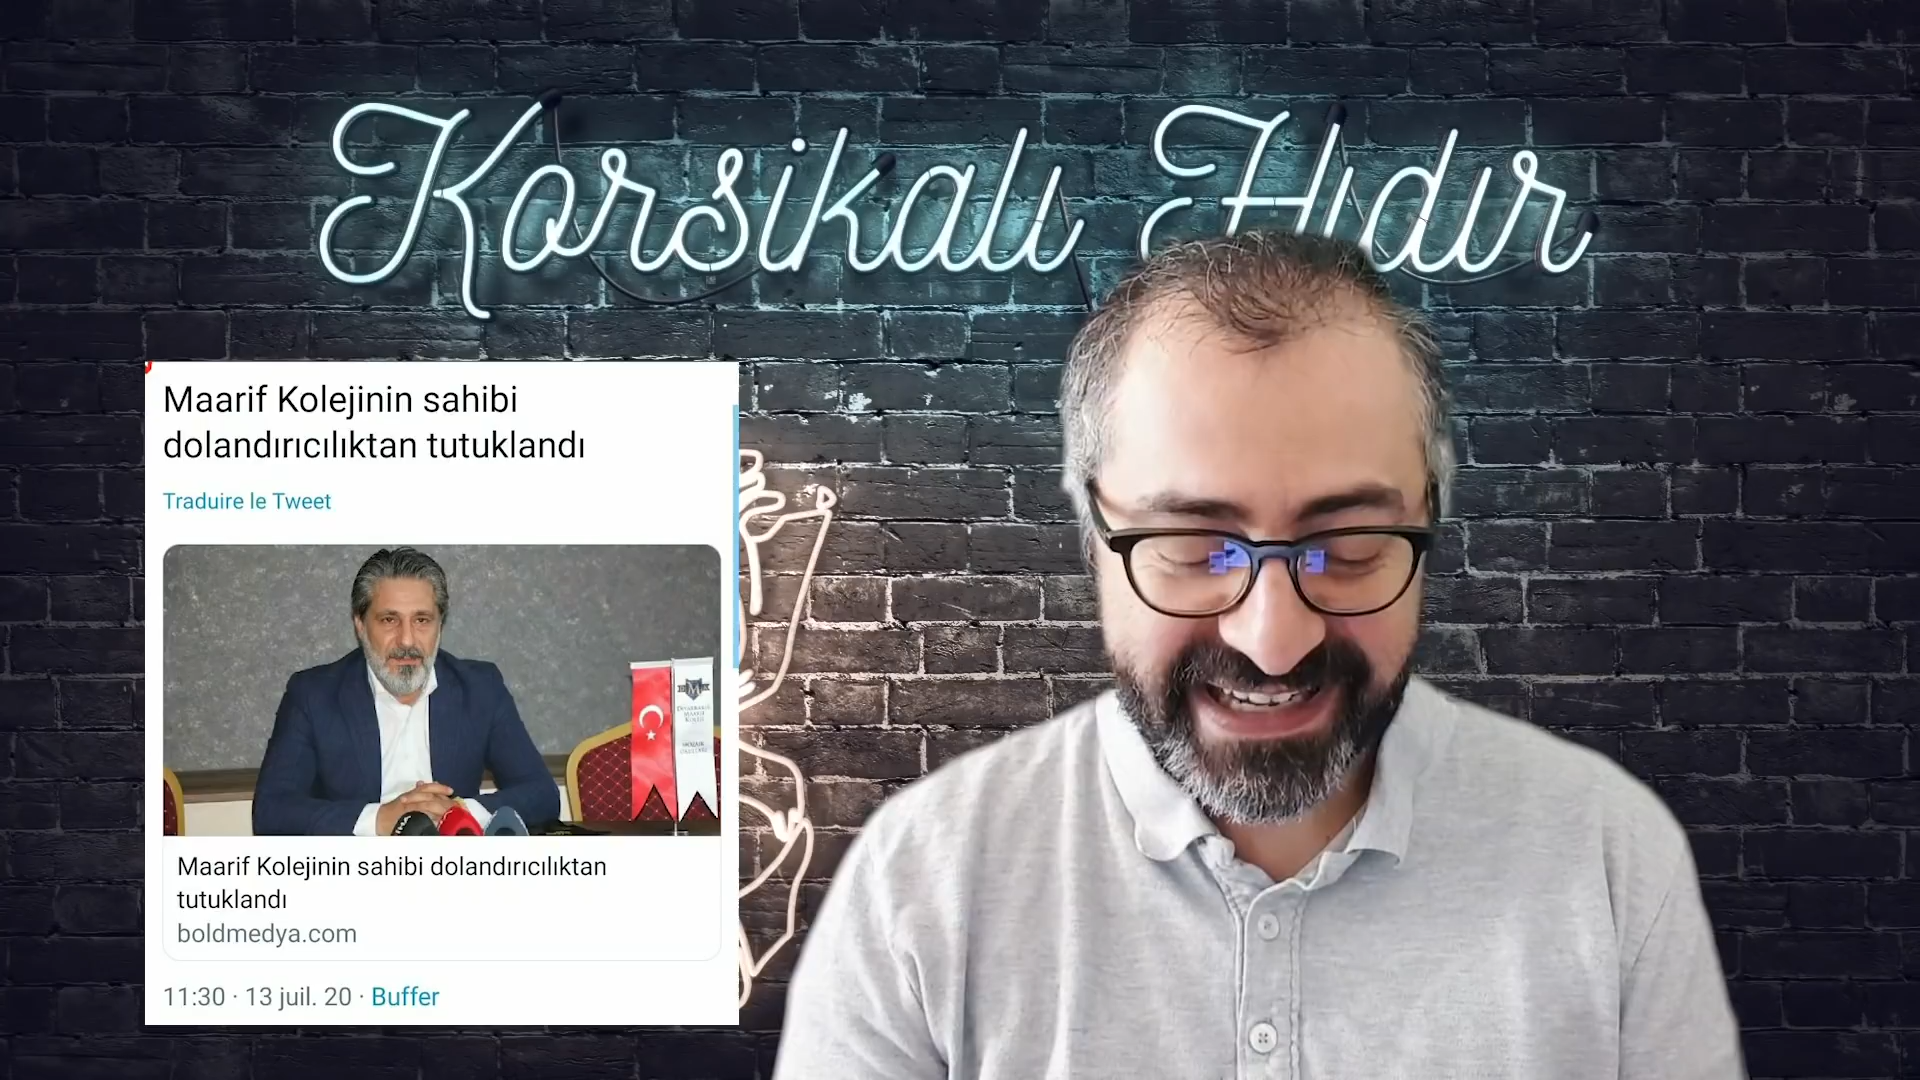 Korsikalı Hıdır
Maarif Kolejinin sahibi
dolandırıcılıktan tutuklandı
Traduire le Tweet
Maarif Kolejinin sahibi dolandırıcılıktan
tutuklandı
boldmedya.com
11:30 · 13 juil. 20 · Buffer